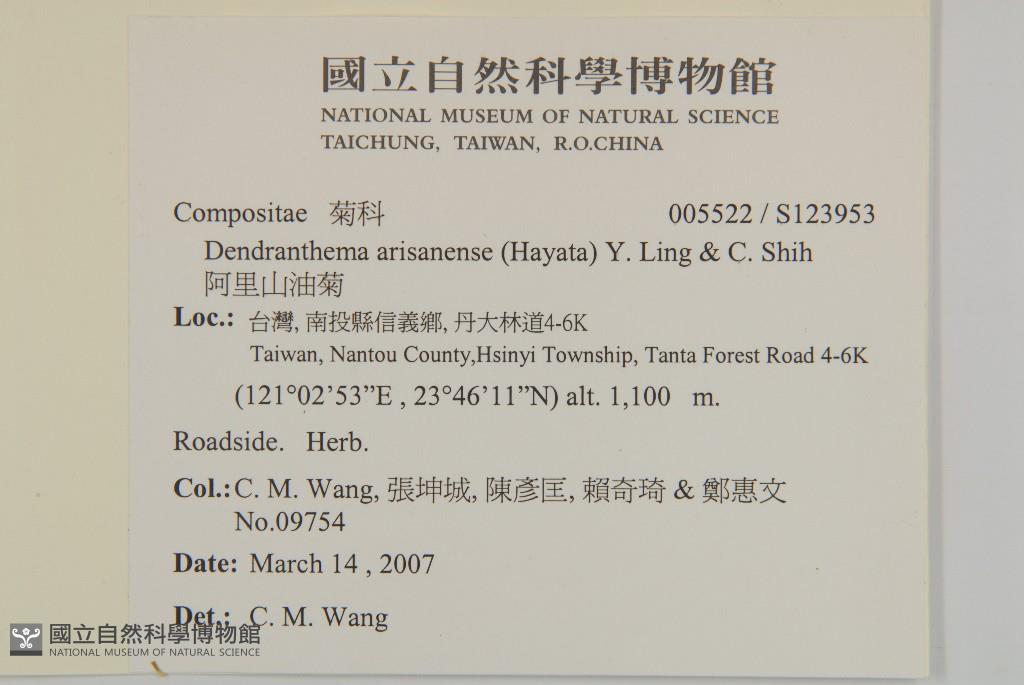 國立自然科學博物館
NATIONAL MUSEUM OF NATURAL SCIENCE
TAICHUNG, TAIWAN, R.O.CHINA
Compositae 菊科 005522 / S123953
Dendranthema arisanense (Hayata) Y. Ling & C. Shih
阿里山油菊
Loc.: 台灣, 南投縣信義鄉, 丹大林道4-6K
Taiwan, Nantou County,Hsinyi Township, Tanta Forest Road 4-6K
(121°02’53”E , 23°46’11”N) alt. 1,100 m.
Roadside. Herb.
Col.: C. M. Wang, 張坤城, 陳彥匡, 賴奇琦 & 鄭惠文
No.09754
Date: March 14 , 2007
Det.: C. M. Wang
國立自然科學博物館
NATIONAL MUSEUM OF NATURAL SCIENCE